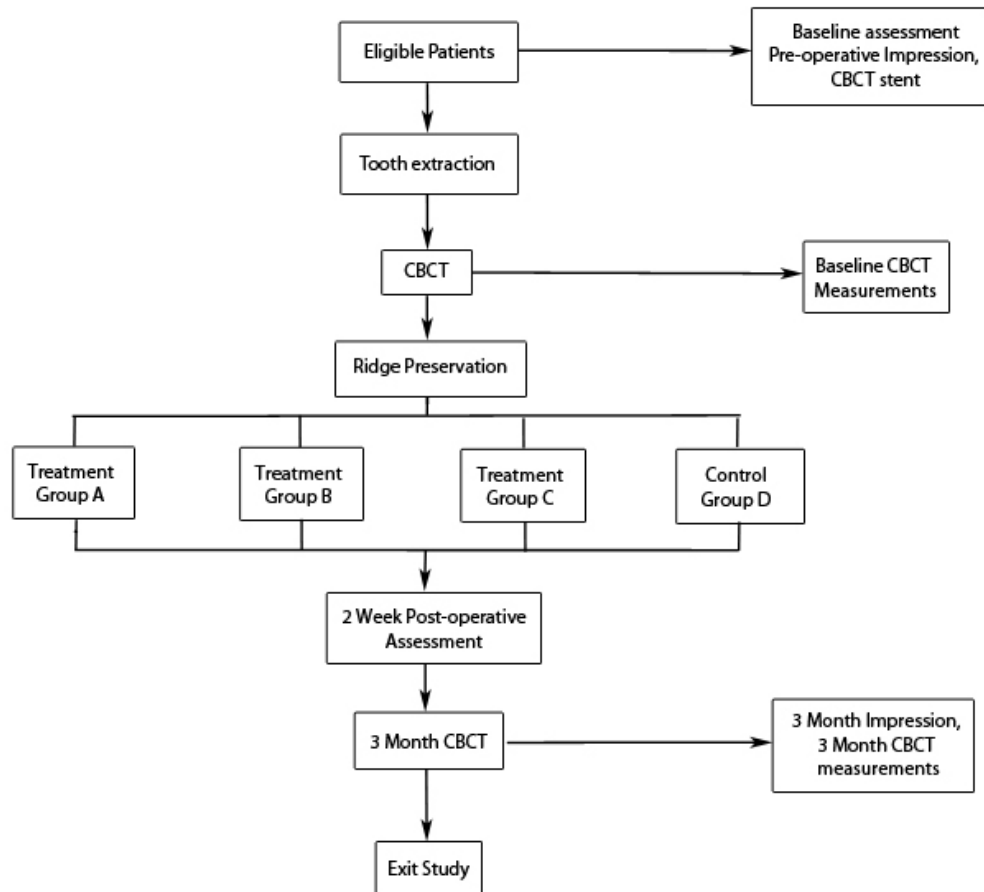 Eligible Patients
Baseline assessment
Pre-operative Impression,
CBCT stent
Tooth extraction
CBCT
Baseline CBCT
Measurements
Ridge Preservation
Treatment
Group A
Treatment
Group B
Treatment
Group C
Control
Group D
2 Week Post-operative
Assessment
3 Month CBCT
3 Month Impression,
3 Month CBCT
measurements
Exit Study